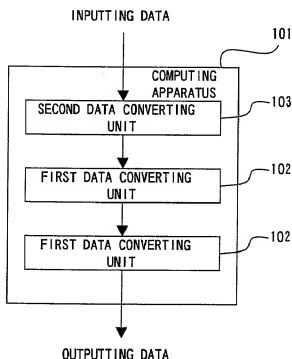 INPUTTING DATA
101
COMPUTING
APPARATUS
SECOND DATA CONVERTING
UNIT
103
FIRST DATA CONVERTING
UNIT
102
FIRST DATA CONVERTING
UNIT
102
OUTPUTTING DATA